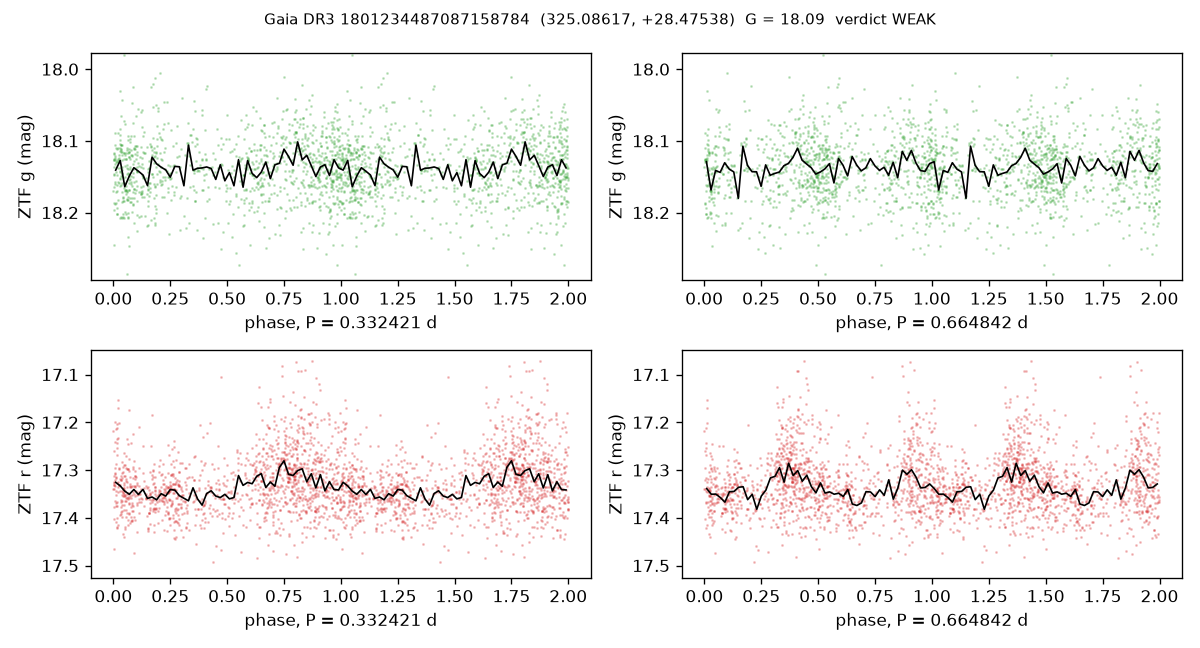 Gaia DR3 1801234487087158784 (325.08617, +28.47538) G = 18.09 verdict WEAK
ZTF g (mag)
18.0
18.1
18.2
0.00 0.25 0.50 0.75 1.00 1.25 1.50 1.75 2.00
phase, P = 0.332421 d
ZTF g (mag)
18.0
18.1
18.2
0.00 0.25 0.50 0.75 1.00 1.25 1.50 1.75 2.00
phase, P = 0.664842 d
ZTF r (mag)
17.1
17.2
17.3
17.4
17.5
0.00 0.25 0.50 0.75 1.00 1.25 1.50 1.75 2.00
phase, P = 0.332421 d
ZTF r (mag)
17.1
17.2
17.3
17.4
17.5
0.00 0.25 0.50 0.75 1.00 1.25 1.50 1.75 2.00
phase, P = 0.664842 d